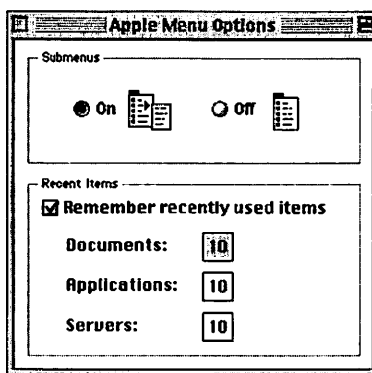 Apple Menu Options
Submenus
On Off
Recent Items
Remember recently used items
Documents: 10
Applications: 10
Servers: 10